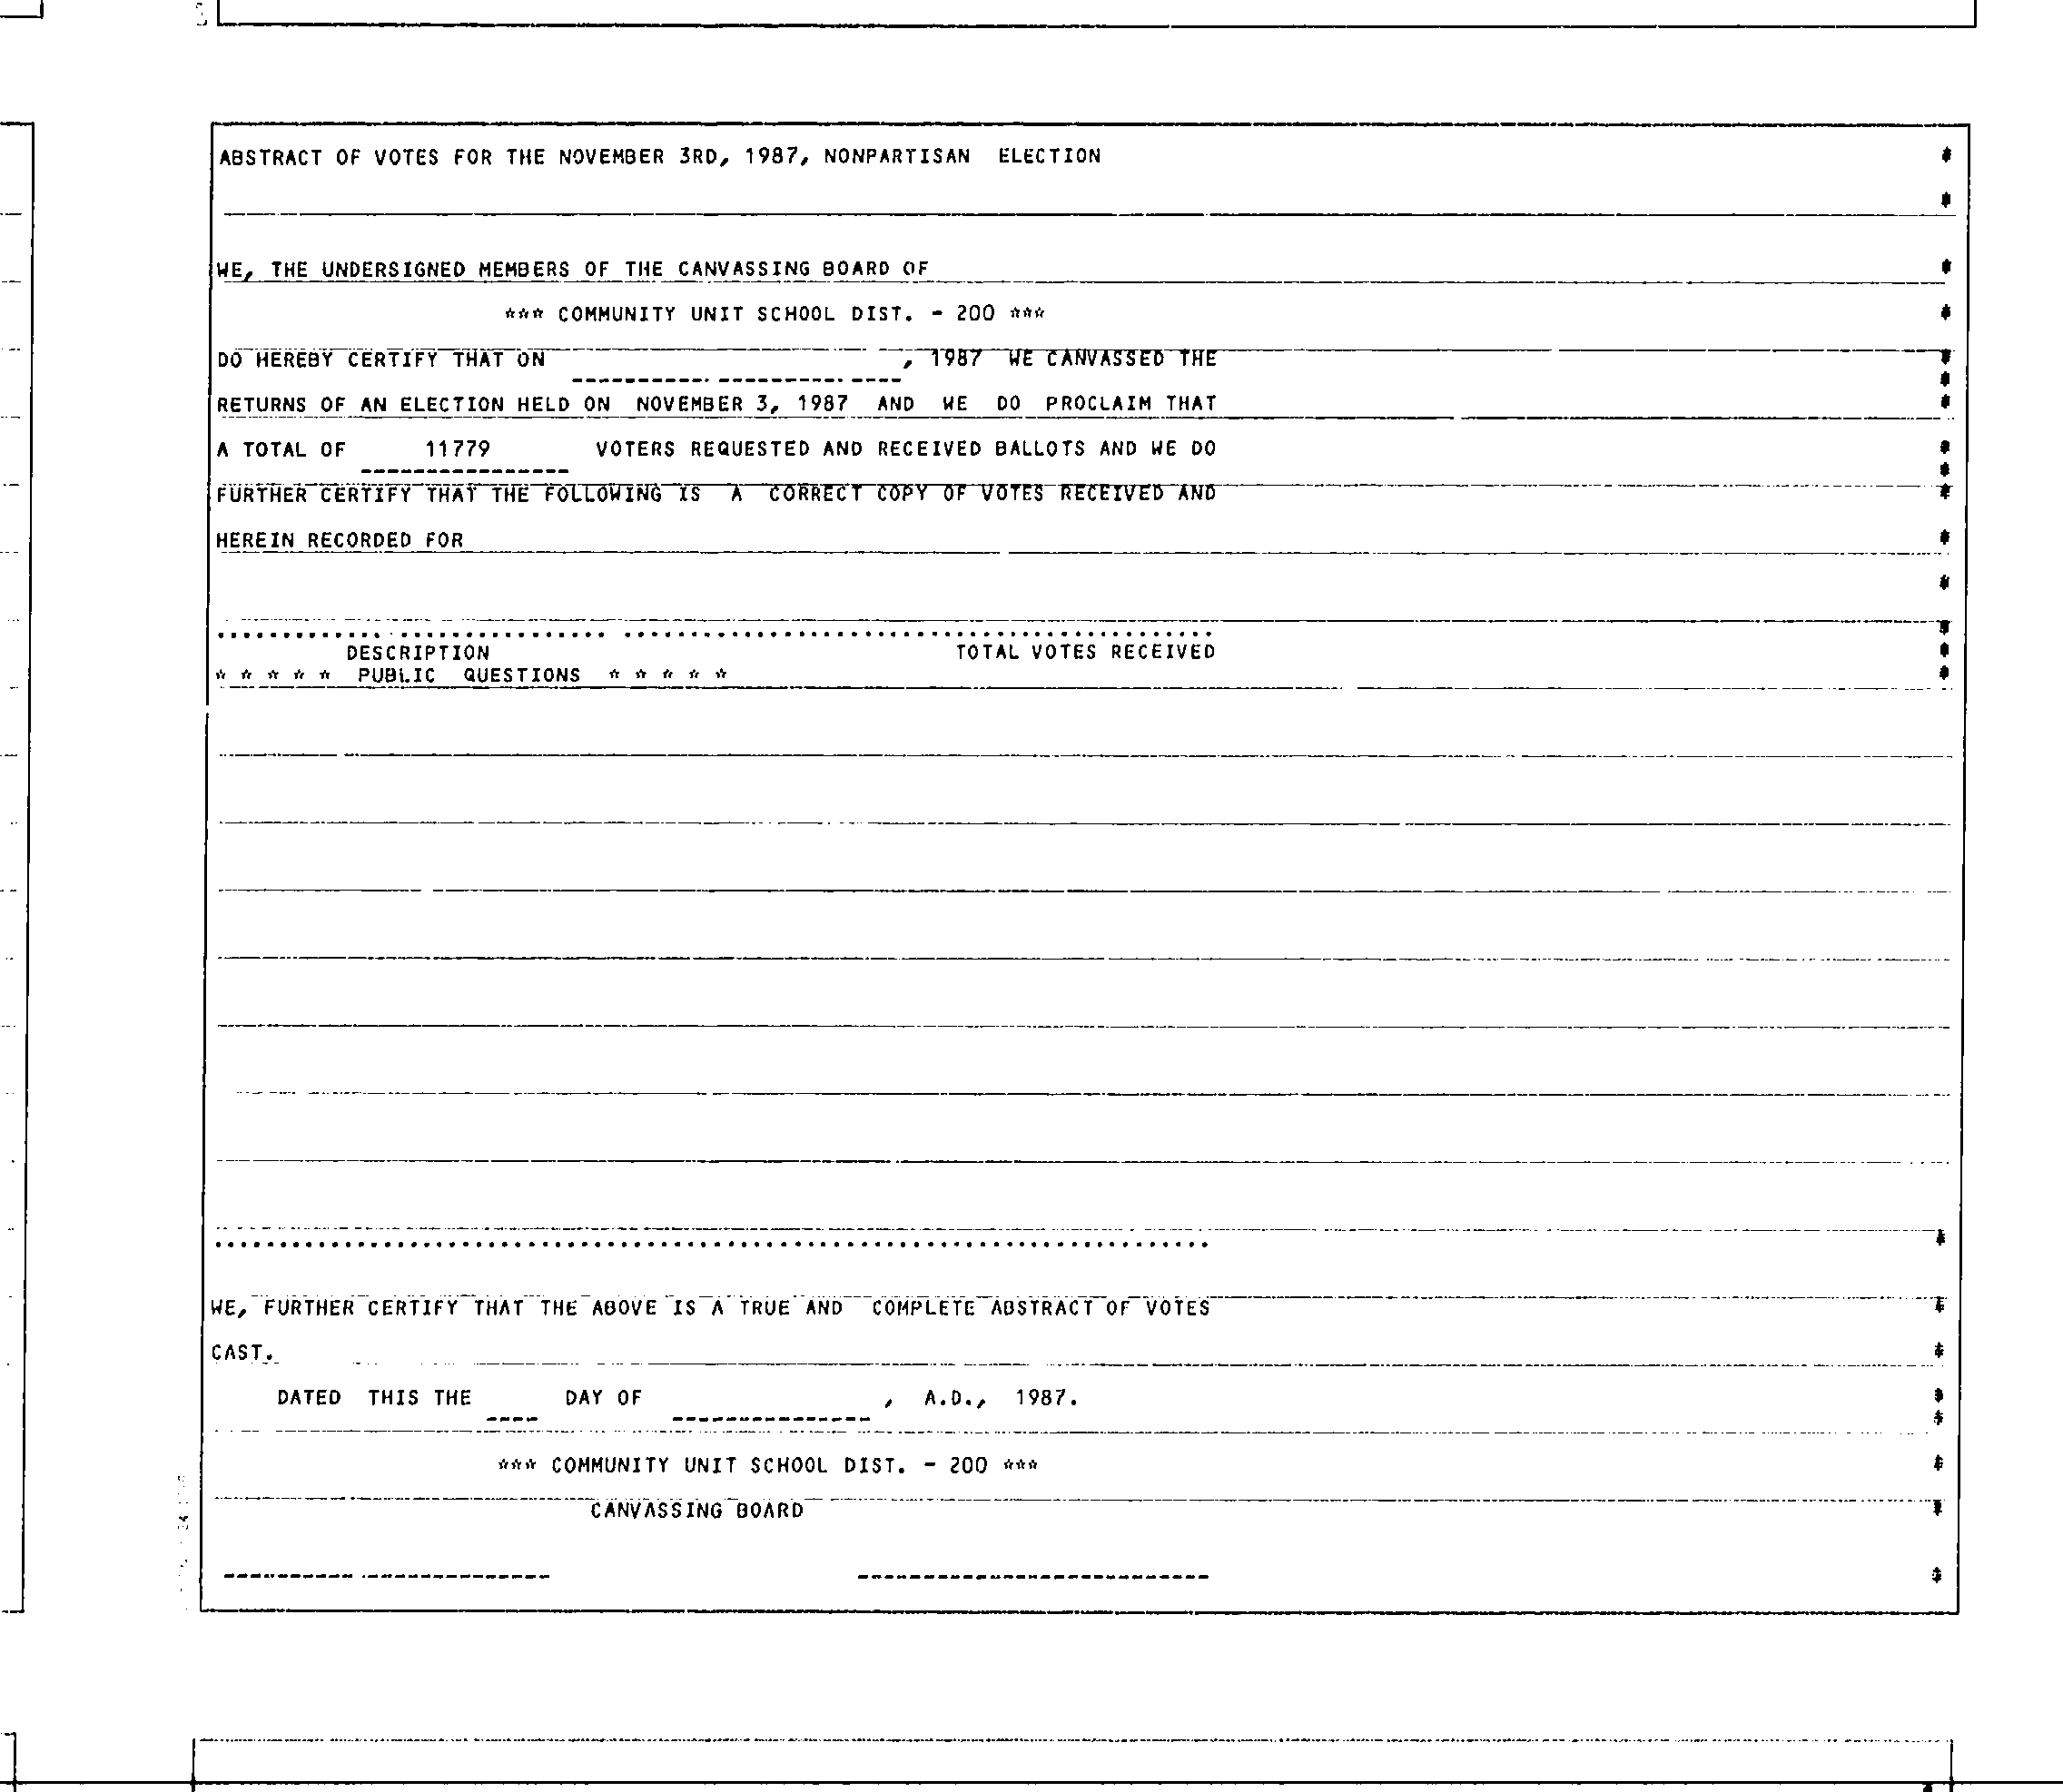 ABSTRACT OF VOTES FOR THE NOVEMBER 3RD, 1987, NONPARTISAN ELECTION
WE, THE UNDERSIGNED MEMBERS OF THE CANVASSING BOARD OF
*** COMMUNITY UNIT SCHOOL DIST. - 200 ***
DO HEREBY CERTIFY THAT ON , 1987 WE CANVASSED THE
RETURNS OF AN ELECTION HELD ON NOVEMBER 3, 1987 AND WE DO PROCLAIM THAT
A TOTAL OF 11779 VOTERS REQUESTED AND RECEIVED BALLOTS AND WE DO
FURTHER CERTIFY THAT THE FOLLOWING IS A CORRECT COPY OF VOTES RECEIVED AND
HEREIN RECORDED FOR
DESCRIPTION TOTAL VOTES RECEIVED
* * * * * PUBLIC QUESTIONS * * * * *
WE, FURTHER CERTIFY THAT THE ABOVE IS A TRUE AND COMPLETE ABSTRACT OF VOTES
CAST.
DATED THIS THE ____ DAY OF _______________ , A.D., 1987.
*** COMMUNITY UNIT SCHOOL DIST. - 200 ***
CANVASSING BOARD